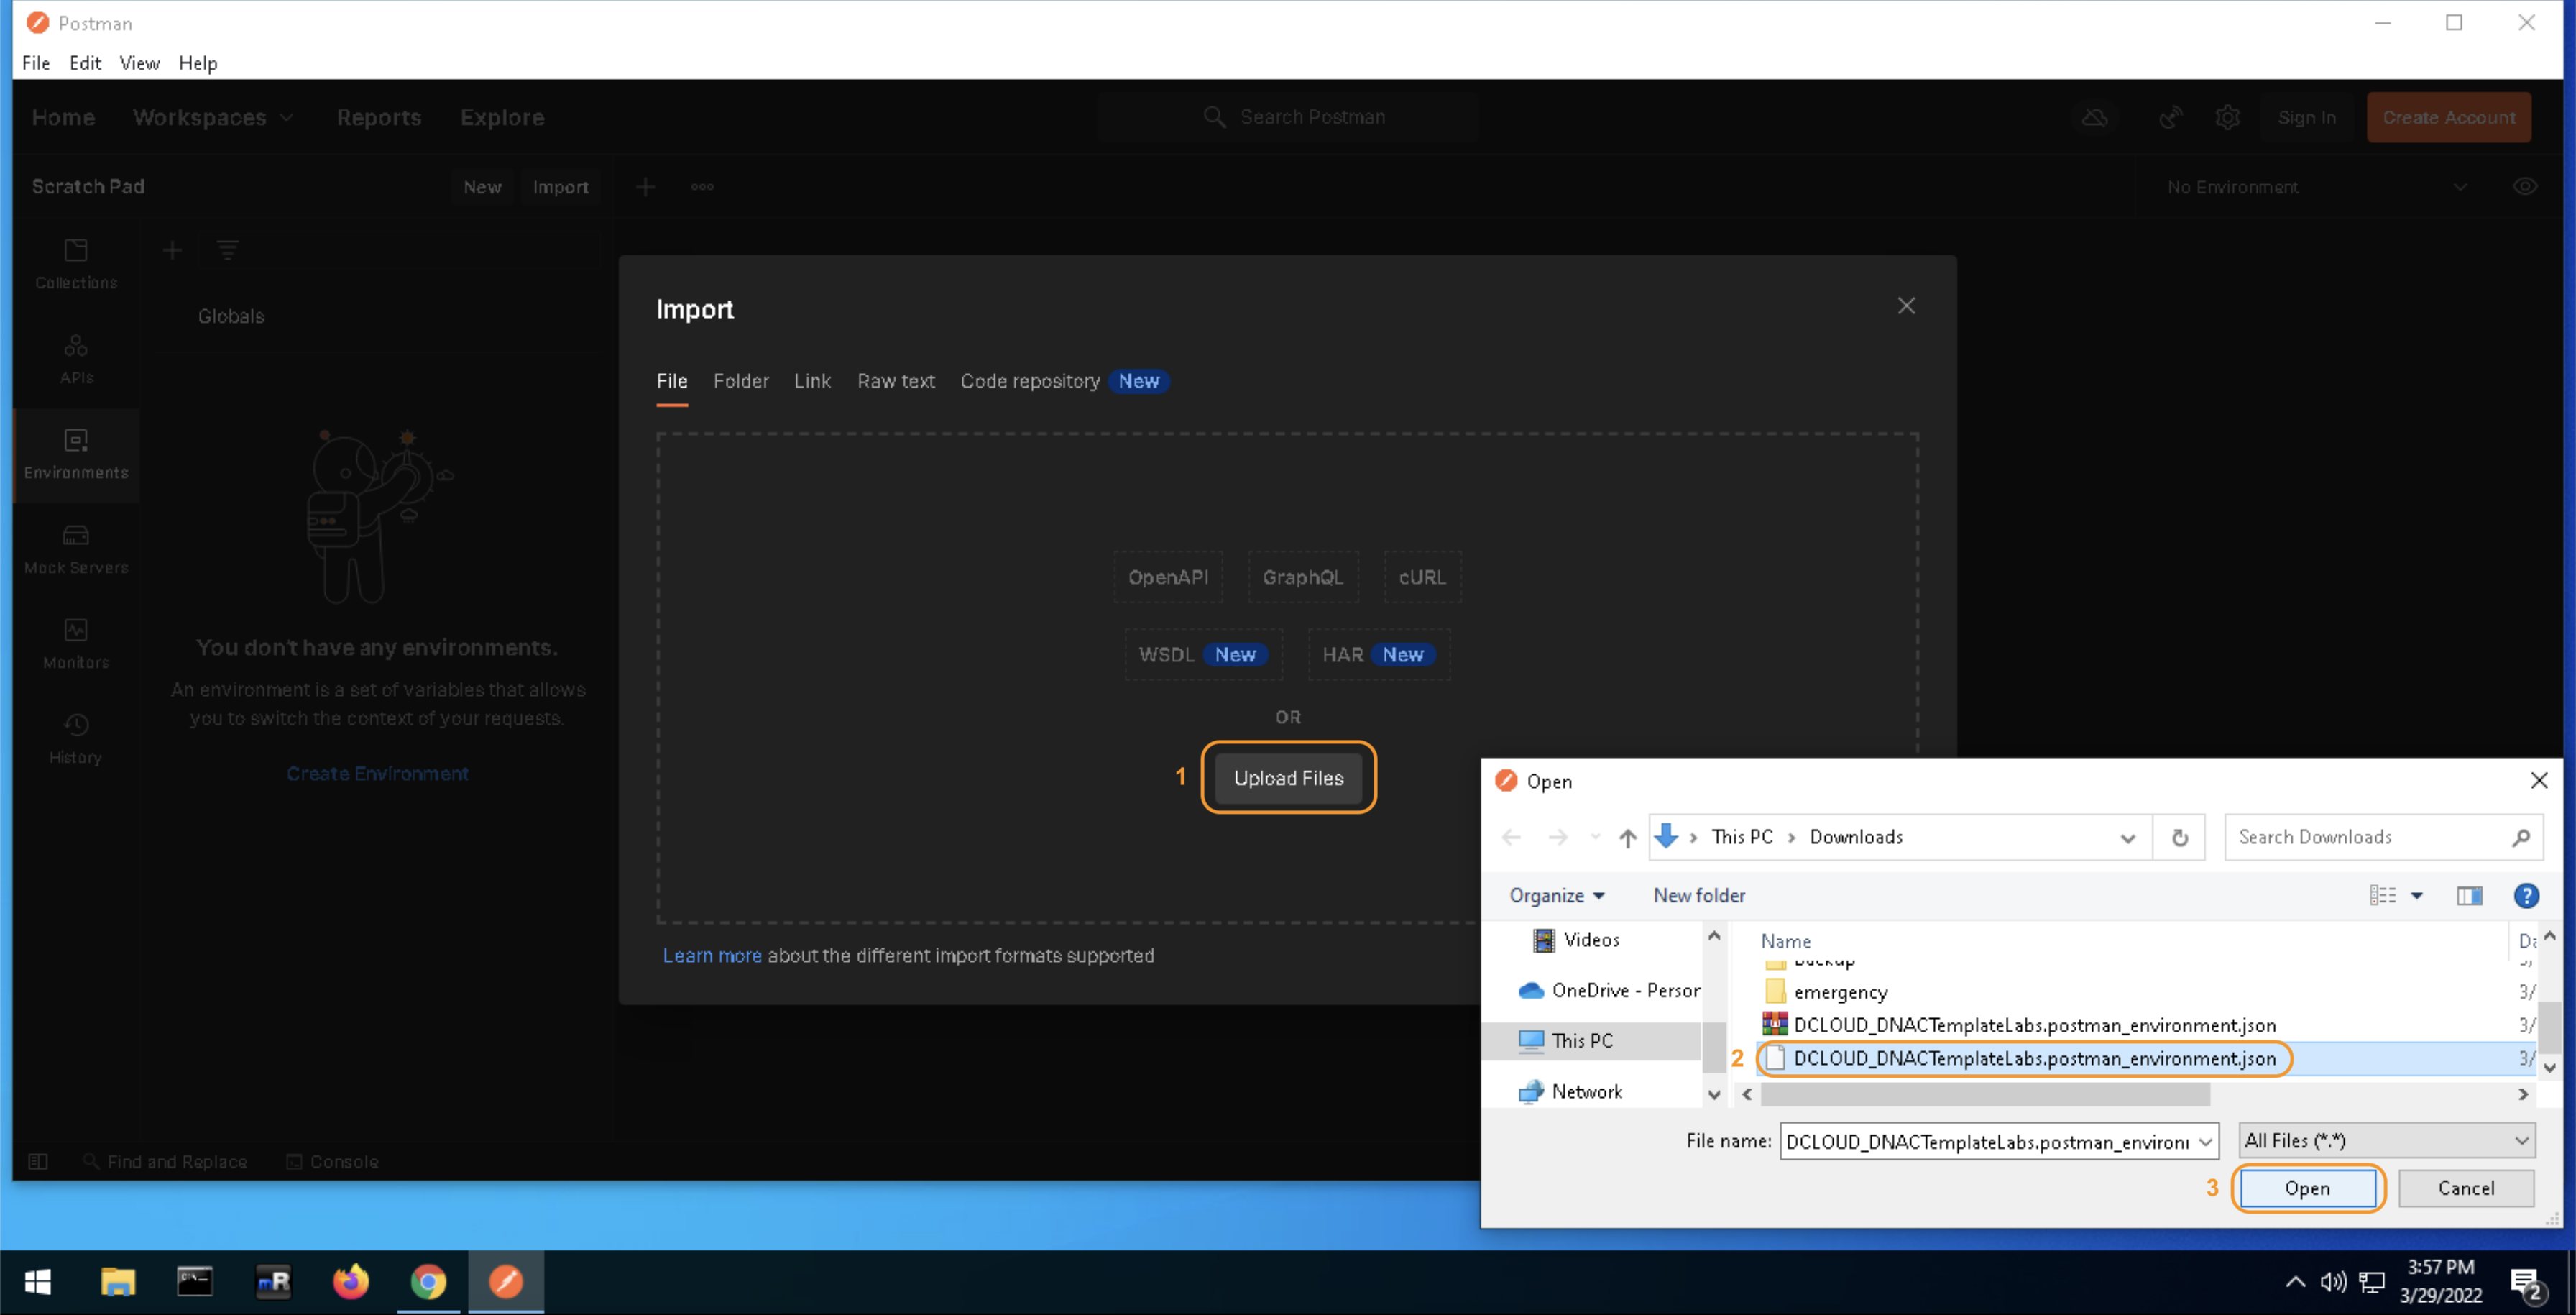 Postman
File Edit View Help
Home Workspaces Reports Explore Search Postman Sign In Create Account
Scratch Pad New Import No Environment
Collections
Globals
APIs
Environments
Mock Servers
Monitors
History
You don't have any environments.
An environment is a set of variables that allows
you to switch the context of your requests.
Create Environment
Import
File Folder Link Raw text Code repository New
OpenAPI GraphQL cURL
WSDL New HAR New
OR
1 Upload Files
Learn more about the different import formats supported
Find and Replace Console
Open
This PC > Downloads Search Downloads
Organize New folder
Videos
OneDrive - Person
This PC
Network
Name
backup
emergency 3/
DCLOUD_DNACTemplateLabs.postman_environment.json 3/
2 DCLOUD_DNACTemplateLabs.postman_environment.json 3/
File name: DCLOUD_DNACTemplateLabs.postman_environ All Files (*.*)
3 Open Cancel
mR
3:57 PM
3/29/2022
2